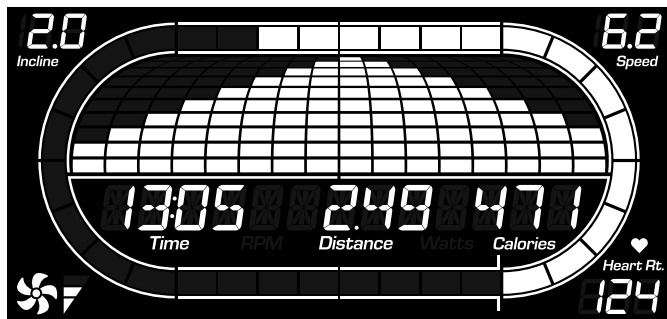 2.0
Incline
6.2
Speed
13:05
2.49
471
Time
RPM
Distance
Watts
Calories
Heart Rt.
124